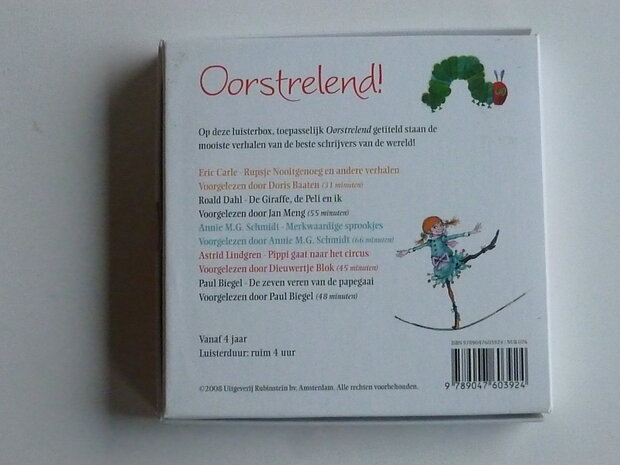 Oorstrelend!
Op deze luisterbox, toepasselijk Oorstrelend getiteld staan de
mooiste verhalen van de beste schrijvers van de wereld!
Eric Carle - Rupsje Nooitgenoeg en andere verhalen
Voorgelezen door Doris Baaten (31 minuten)
Roald Dahl - De Giraffe, de Peli en ik
Voorgelezen door Jan Meng (55 minuten)
Annie M.G. Schmidt - Merkwaardige sprookjes
Voorgelezen door Annie M.G. Schmidt (66 minuten)
Astrid Lindgren - Pippi gaat naar het circus
Voorgelezen door Dieuwertje Blok (45 minuten)
Paul Biegel - De zeven veren van de papegaai
Voorgelezen door Paul Biegel (48 minuten)
Vanaf 4 jaar
Luisterduur: ruim 4 uur
ISBN 9789047603924 | NUR 076
9 789047 603924
©2008 Uitgeverij Rubinstein bv. Amsterdam. Alle rechten voorbehouden.